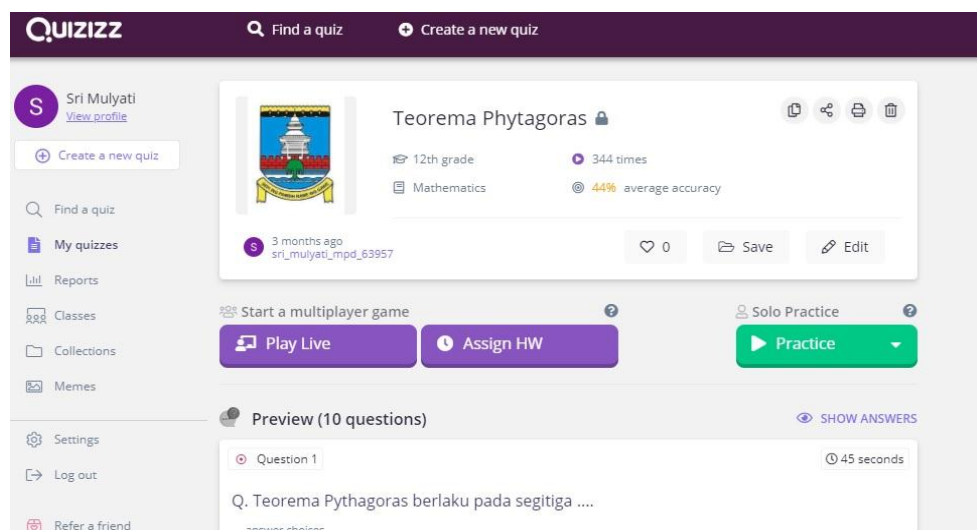 QUIZIZZ
Find a quiz
Create a new quiz
S
Sri Mulyati
View profile
Create a new quiz
Find a quiz
My quizzes
Reports
Classes
Collections
Memes
Settings
Log out
Refer a friend
Teorema Phytagoras
12th grade
344 times
Mathematics
44% average accuracy
S
3 months ago
sri_mulyati_mpd_63957
0
Save
Edit
Start a multiplayer game
?
Solo Practice
?
Play Live
Assign HW
Practice
Preview (10 questions)
SHOW ANSWERS
Question 1
45 seconds
Q. Teorema Pythagoras berlaku pada segitiga ....
answer choices